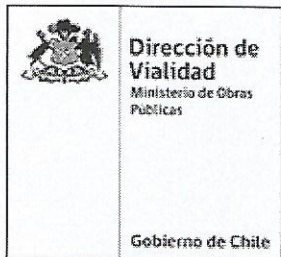 Dirección de
Vialidad
Ministerio de Obras
Públicas
Gobierno de Chile